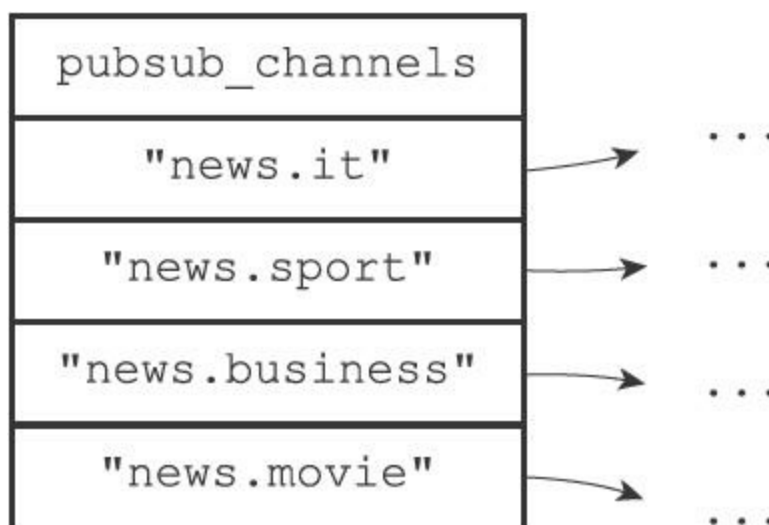 pubsub_channels
"news.it" ...
"news.sport" ...
"news.business" ...
"news.movie" ...